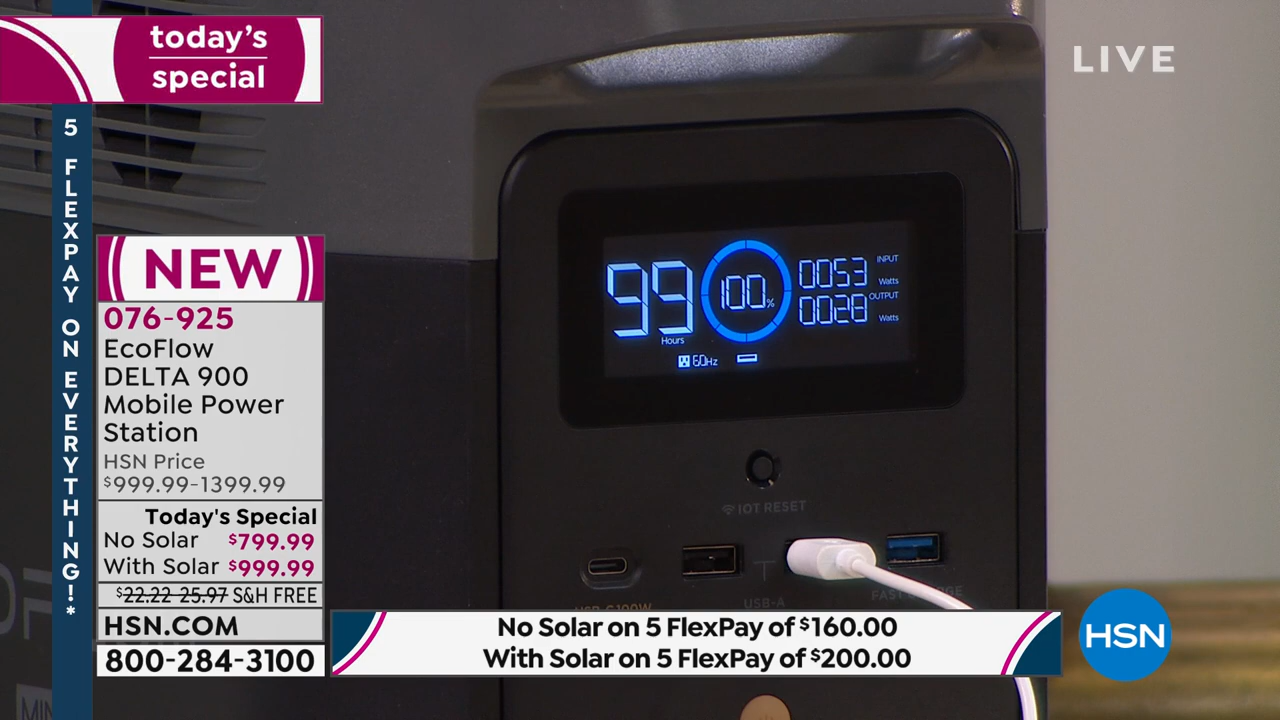 today's
special
LIVE
5 FLEXPAY ON EVERYTHING!*
NEW
076-925
EcoFlow
DELTA 900
Mobile Power
Station
HSN Price
$999.99-1399.99
Today's Special
No Solar $799.99
With Solar $999.99
$22.22-25.97 S&H FREE
HSN.COM
800-284-3100
99
Hours
100%
0053
INPUT
Watts
0028
OUTPUT
Watts
60Hz
IOT RESET
USB-C 100W
USB-A
No Solar on 5 FlexPay of $160.00
With Solar on 5 FlexPay of $200.00
HSN